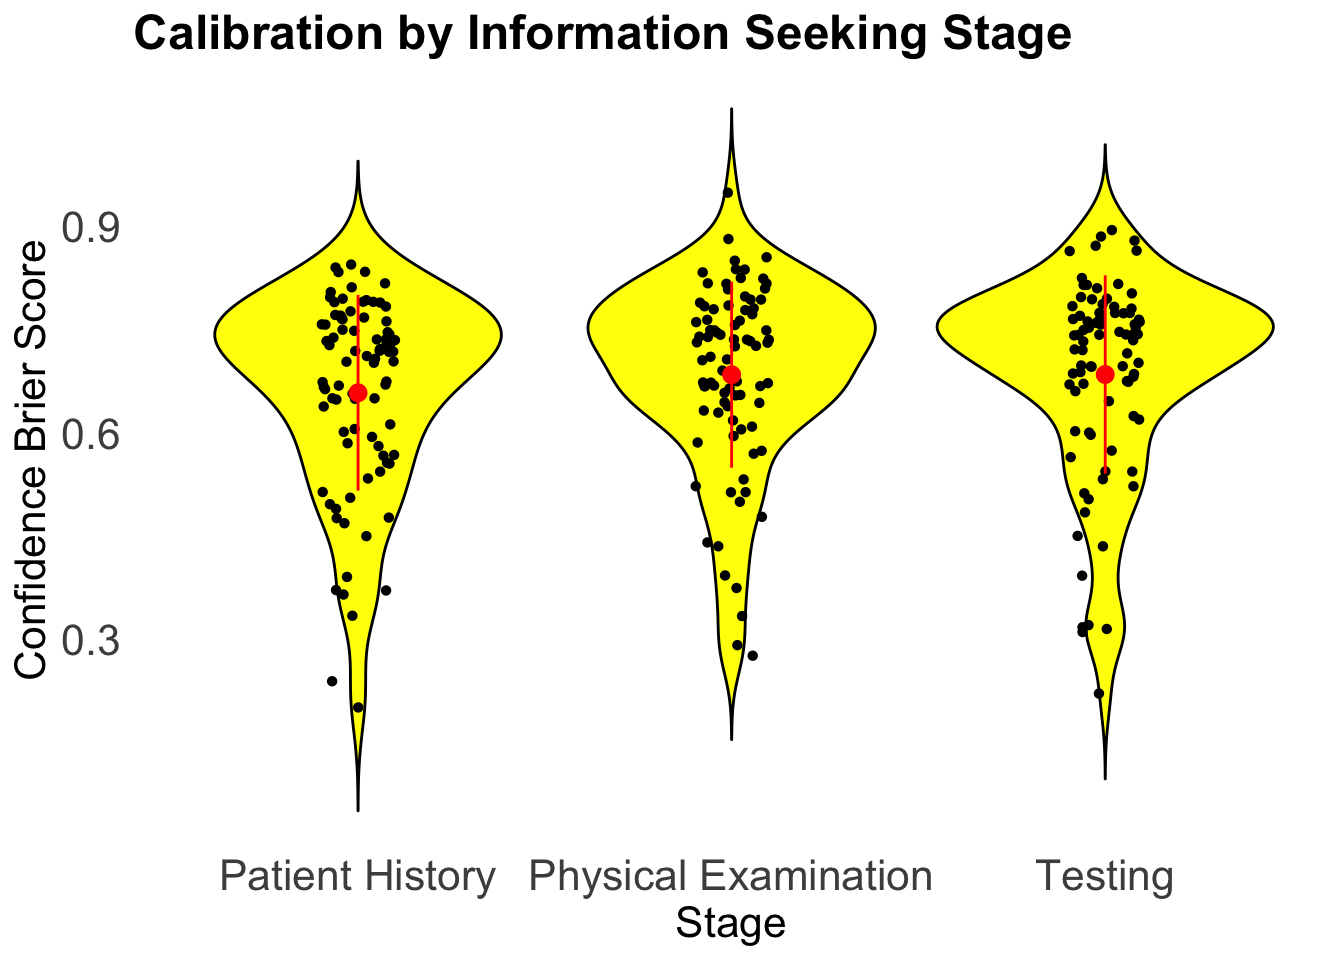 Calibration by Information Seeking Stage
Confidence Brier Score
0.9
0.6
0.3
Patient History
Physical Examination
Testing
Stage